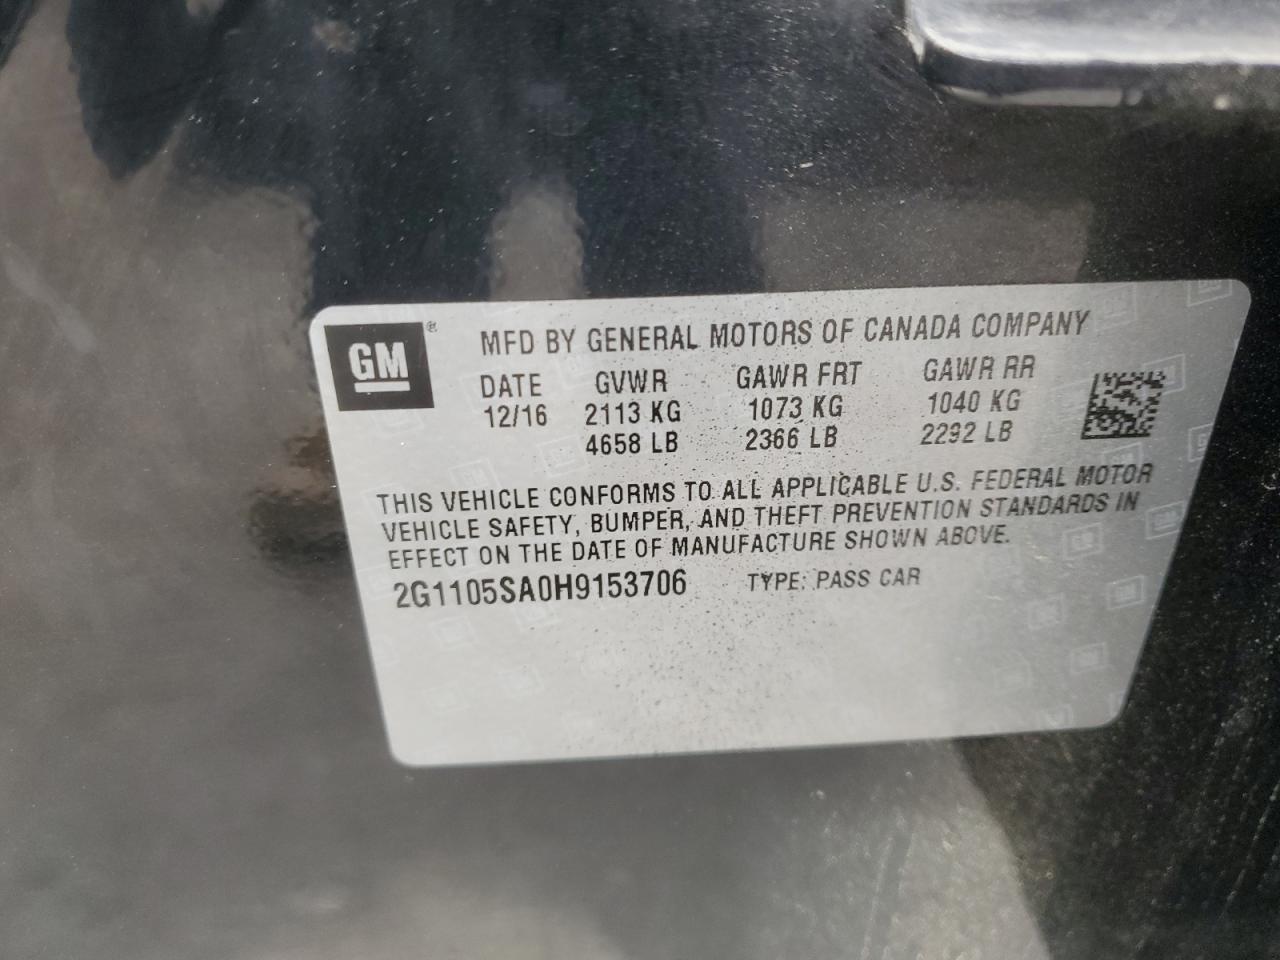 GM ® MFD BY GENERAL MOTORS OF CANADA COMPANY
DATE GVWR GAWR FRT GAWR RR
12/16 2113 KG 1073 KG 1040 KG
4658 LB 2366 LB 2292 LB
THIS VEHICLE CONFORMS TO ALL APPLICABLE U.S. FEDERAL MOTOR
VEHICLE SAFETY, BUMPER, AND THEFT PREVENTION STANDARDS IN
EFFECT ON THE DATE OF MANUFACTURE SHOWN ABOVE.
2G1105SA0H9153706 TYPE: PASS CAR